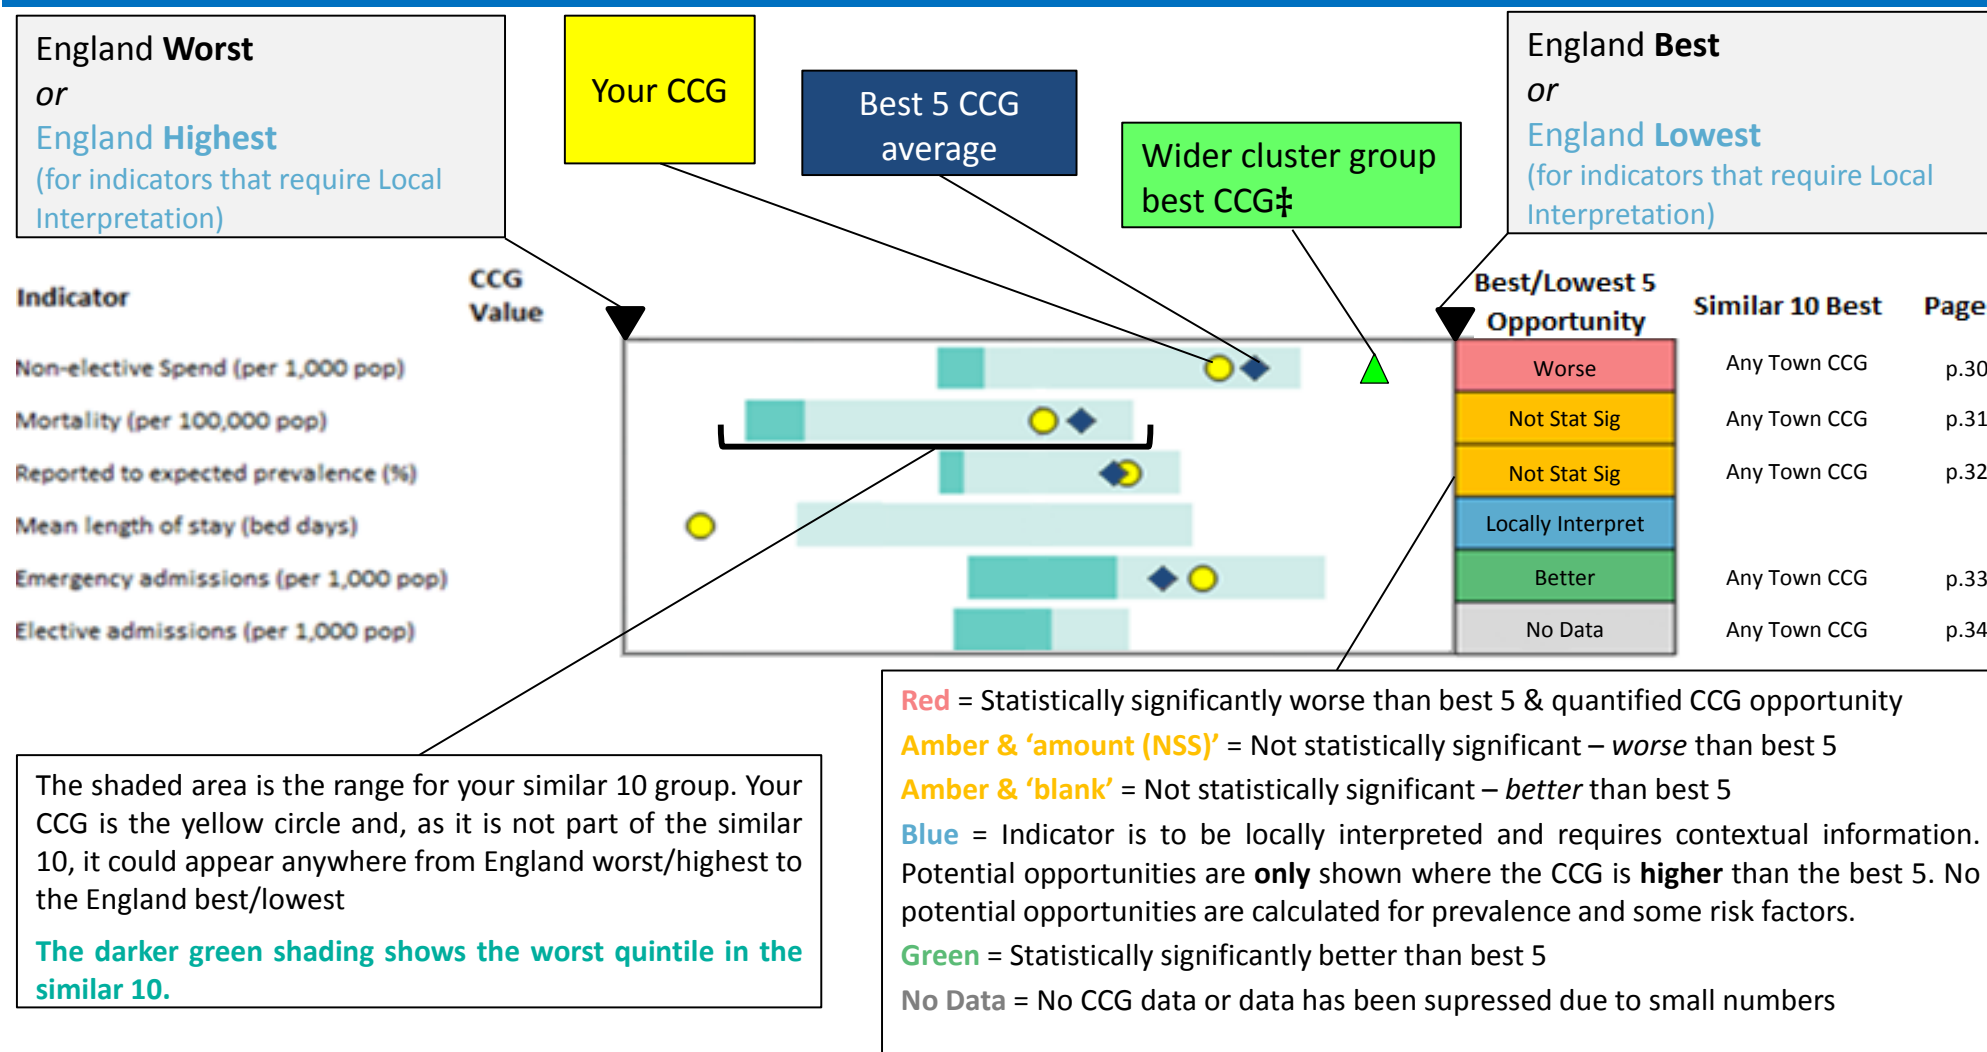 England Worst
or
England Highest
(for indicators that require Local
Interpretation)
Your CCG
Best 5 CCG
average
Wider cluster group
best CCG‡
England Best
or
England Lowest
(for indicators that require Local
Interpretation)
Indicator
CCG
Value
Best/Lowest 5
Opportunity
Similar 10 Best
Page
Non-elective Spend (per 1,000 pop)
Worse
Any Town CCG
p.30
Mortality (per 100,000 pop)
Not Stat Sig
Any Town CCG
p.31
Reported to expected prevalence (%)
Not Stat Sig
Any Town CCG
p.32
Mean length of stay (bed days)
Locally Interpret
Emergency admissions (per 1,000 pop)
Better
Any Town CCG
p.33
Elective admissions (per 1,000 pop)
No Data
Any Town CCG
p.34
The shaded area is the range for your similar 10 group. Your
CCG is the yellow circle and, as it is not part of the similar
10, it could appear anywhere from England worst/highest to
the England best/lowest
The darker green shading shows the worst quintile in the
similar 10.
Red = Statistically significantly worse than best 5 & quantified CCG opportunity
Amber & ‘amount (NSS)’ = Not statistically significant – worse than best 5
Amber & ‘blank’ = Not statistically significant – better than best 5
Blue = Indicator is to be locally interpreted and requires contextual information.
Potential opportunities are only shown where the CCG is higher than the best 5. No
potential opportunities are calculated for prevalence and some risk factors.
Green = Statistically significantly better than best 5
No Data = No CCG data or data has been supressed due to small numbers